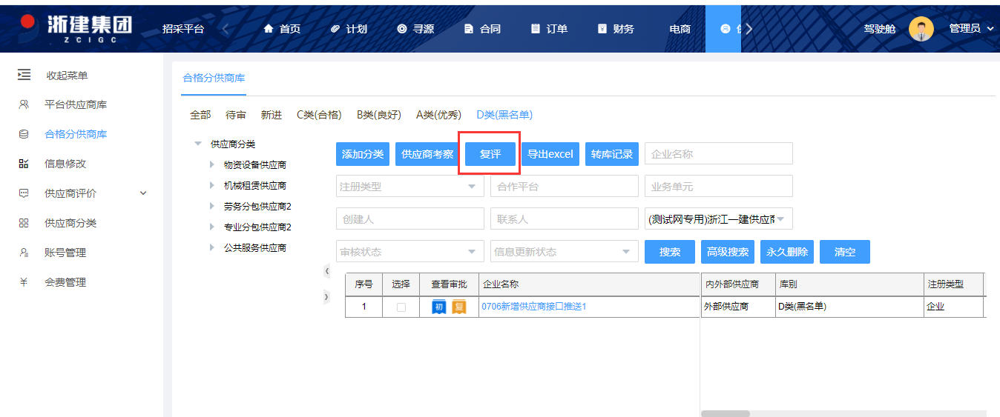 浙建集团
ZCIGC
招采平台 首页 计划 寻源 合同 订单 财务 电商 驾驶舱 管理员
收起菜单
平台供应商库
合格分供商库
信息修改
供应商评价
供应商分类
账号管理
会费管理
合格分供商库
全部 待审 新进 C类(合格) B类(良好) A类(优秀) D类(黑名单)
供应商分类
物资设备供应商
机械租赁供应商
劳务分包供应商2
专业分包供应商2
公共服务供应商
添加分类 供应商考察 复评 导出excel 转库记录 企业名称
注册类型 合作平台 业务单元
创建人 联系人 (测试网专用)浙江一建供应商
审核状态 信息更新状态 搜索 高级搜索 永久删除 清空
序号 选择 查看审批 企业名称 内外部供应商 库别 注册类型
1 初 复 0706新增供应商接口推送1 外部供应商 D类(黑名单) 企业